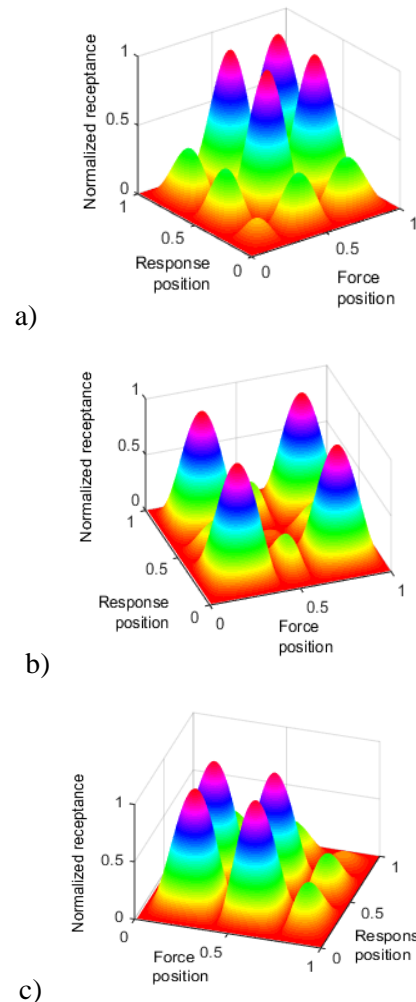 Normalized receptance
1
0.5
0
1
0.5
0
0
0.5
1
Response
position
Force
position
a)
Normalized receptance
1
0.5
0
1
0.5
0
0
0.5
1
Response
position
Force
position
b)
Normalized receptance
1
0.5
0
0
0.5
1
0
0.5
1
Force
position
Respons
position
c)